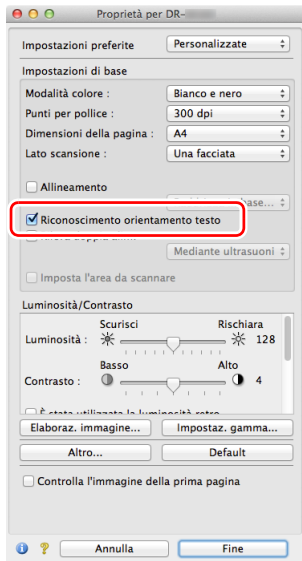 Proprietà per DR-
Impostazioni preferite Personalizzate
Impostazioni di base
Modalità colore : Bianco e nero
Punti per pollice : 300 dpi
Dimensioni della pagina : A4
Lato scansione : Una facciata
Allineamento
base...
Riconoscimento orientamento testo
Mediante ultrasuoni
Imposta l'area da scannare
Luminosità/Contrasto
Scurisci Rischiara
Luminosità : 128
Basso Alto
Contrasto : 4
È stata utilizzata la luminosità retro
Elaboraz. immagine... Impostaz. gamma...
Altro... Default
Controlla l'immagine della prima pagina
Annulla Fine